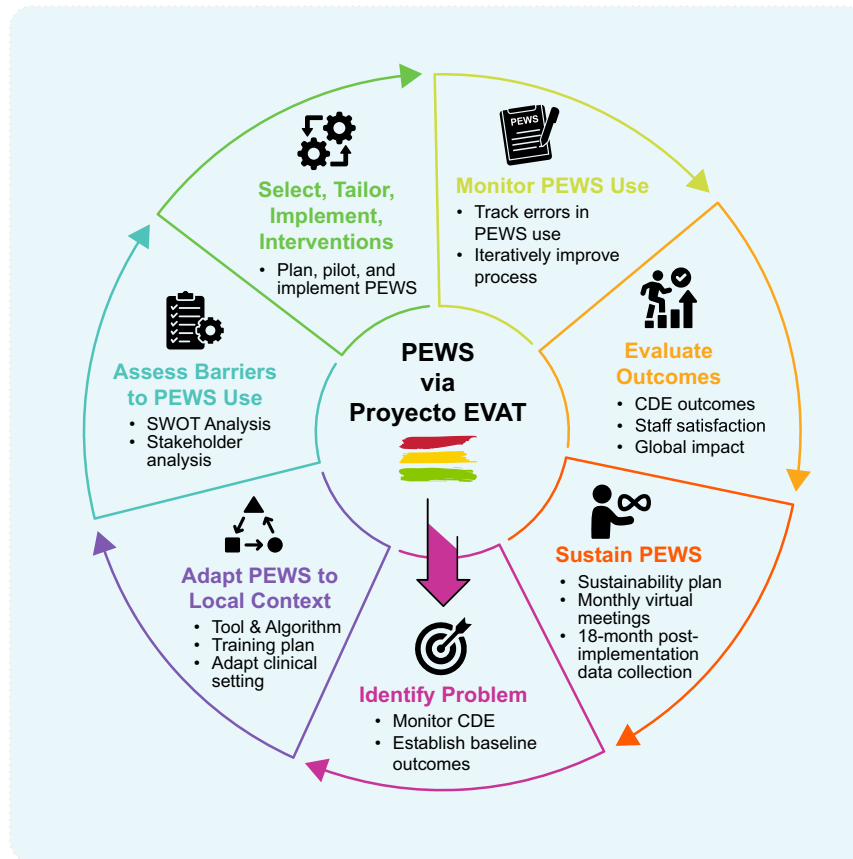 PEWS
via
Proyecto EVAT
Identify Problem
• Monitor CDE
• Establish baseline
outcomes
Adapt PEWS to
Local Context
• Tool & Algorithm
• Training plan
• Adapt clinical
setting
Assess Barriers
to PEWS Use
• SWOT Analysis
• Stakeholder
analysis
Select, Tailor,
Implement,
Interventions
• Plan, pilot, and
implement PEWS
PEWS
Monitor PEWS Use
• Track errors in
PEWS use
• Iteratively improve
process
Evaluate
Outcomes
• CDE outcomes
• Staff satisfaction
• Global impact
Sustain PEWS
• Sustainability plan
• Monthly virtual
meetings
• 18-month post-
implementation
data collection